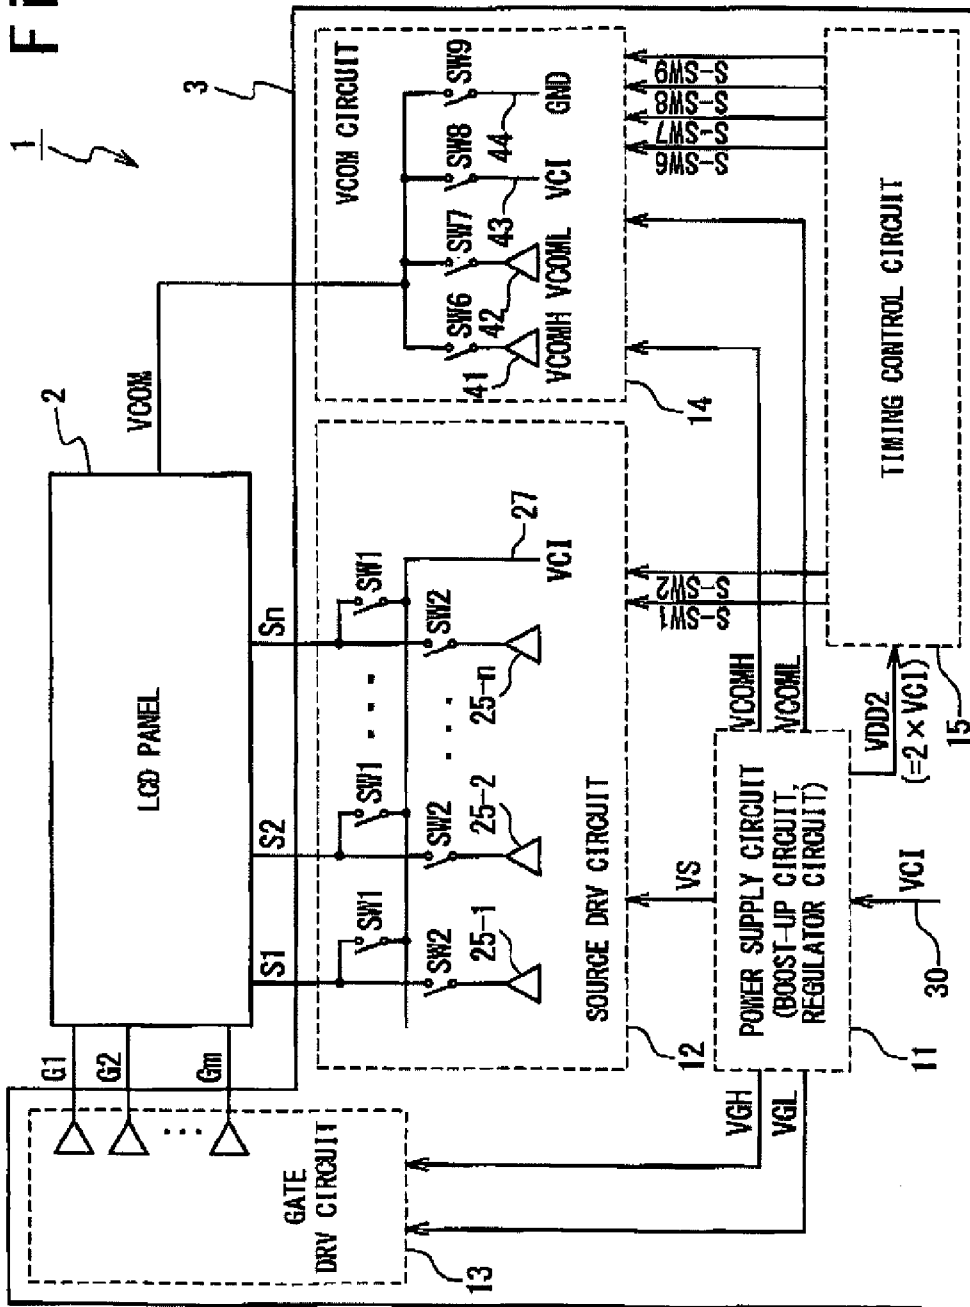 Fi
1
3
2
LCD PANEL
VCOM
G1
G2
Gm
S1
S2
Sn
GATE
DRV CIRCUIT
13
SW1
SW1
SW1
SW2
SW2
SW2
25-1
25-2
25-n
27
VCI
SOURCE DRV CIRCUIT
12
VCOM CIRCUIT
SW6
SW7
SW8
SW9
41
42
43
44
VCOMH
VCOML
VCI
GND
14
VGH
VGL
VS
POWER SUPPLY CIRCUIT
(BOOST-UP CIRCUIT,
REGULATOR CIRCUIT)
11
VCI
30
VCOMH
VCOML
VDD2
(=2×VCI)
S-SW1
S-SW2
S-SW6
S-SW7
S-SW8
S-SW9
TIMING CONTROL CIRCUIT
15